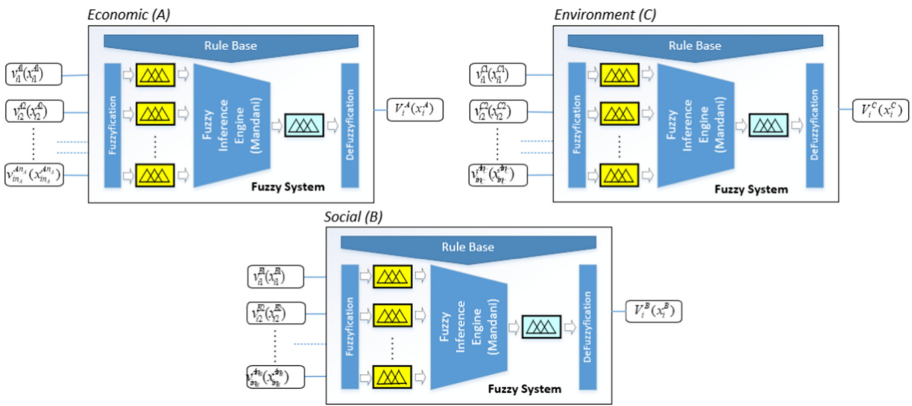 Economic (A)
Rule Base
Fuzzyfication
Fuzzy
Inference
Engine
(Mandani)
DeFuzzyfication
Fuzzy System
V_i^A(x_i^A)
Environment (C)
Rule Base
Fuzzyfication
Fuzzy
Inference
Engine
(Mandani)
DeFuzzyfication
Fuzzy System
V_i^C(x_i^C)
Social (B)
Rule Base
Fuzzyfication
Fuzzy
Inference
Engine
(Mandani)
DeFuzzyfication
Fuzzy System
V_i^B(x_i^B)